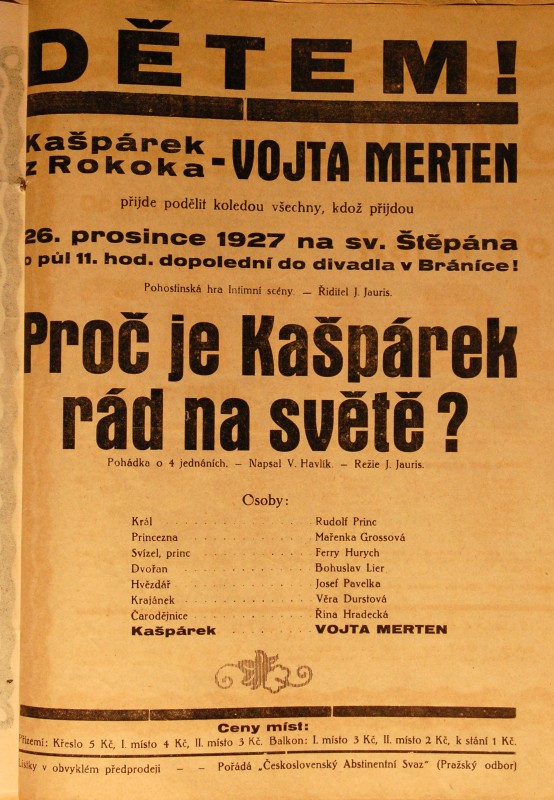 DĚTEM!
Kašpárek
z Rokoka - VOJTA MERTEN
přijde podělit koledou všechny, kdož přijdou
26. prosince 1927 na sv. Štěpána
o půl 11. hod. dopolední do divadla v Bráníce!
Pohostinská hra Intimní scény. — Řiditel J. Jauris.
Proč je Kašpárek
rád na světě?
Pohádka o 4 jednáních. — Napsal V. Havlík. — Režie J. Jauris.
Osoby:
Král . . . . . . . . . . . . . . Rudolf Princ
Princezna . . . . . . . . . . . . Mařenka Grossová
Svízel, princ . . . . . . . . . . Ferry Hurych
Dvořan . . . . . . . . . . . . . Bohuslav Lier
Hvězdář . . . . . . . . . . . . . Josef Pavelka
Krajánek . . . . . . . . . . . . Věra Durstová
Čarodějnice . . . . . . . . . . . Řina Hradecká
Kašpárek . . . . . . . . . VOJTA MERTEN
Ceny míst:
Přízemí: Křeslo 5 Kč, I. místo 4 Kč, II. místo 3 Kč. Balkon: I. místo 3 Kč, II. místo 2 Kč, k stání 1 Kč.
Lístky v obvyklém předprodeji — — Pořádá „Československý Abstinentní Svaz" (Pražský odbor)